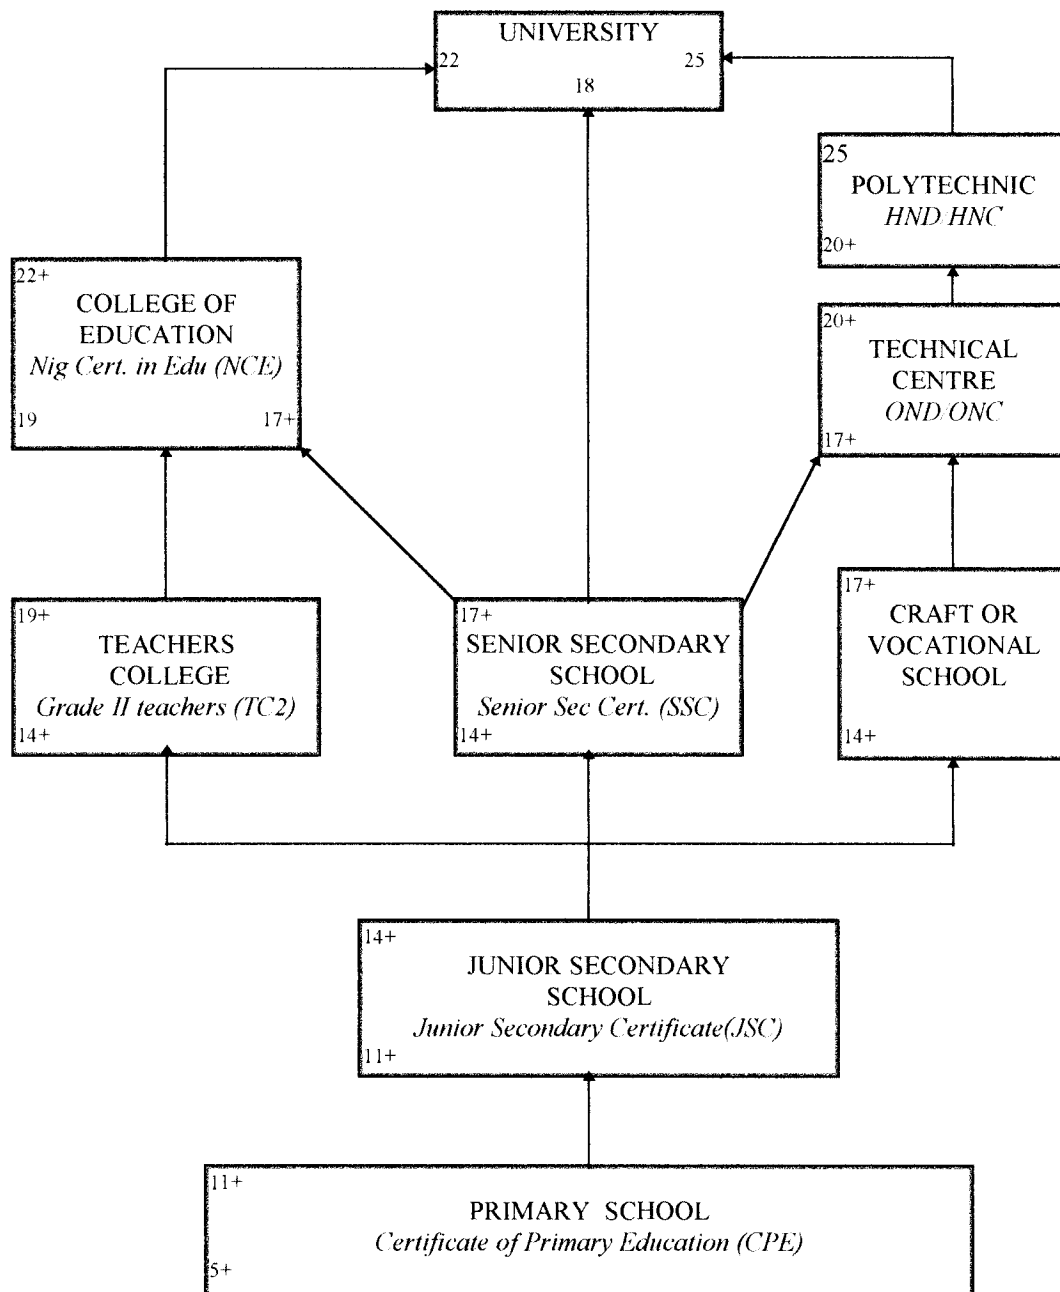 UNIVERSITY
22
25
18
25
POLYTECHNIC
HND/HNC
20+
22+
COLLEGE OF
EDUCATION
Nig Cert. in Edu (NCE)
19
17+
20+
TECHNICAL
CENTRE
OND/ONC
17+
19+
TEACHERS
COLLEGE
Grade II teachers (TC2)
14+
17+
SENIOR SECONDARY
SCHOOL
Senior Sec Cert. (SSC)
14+
17+
CRAFT OR
VOCATIONAL
SCHOOL
14+
14+
JUNIOR SECONDARY
SCHOOL
Junior Secondary Certificate(JSC)
11+
11+
PRIMARY SCHOOL
Certificate of Primary Education (CPE)
5+